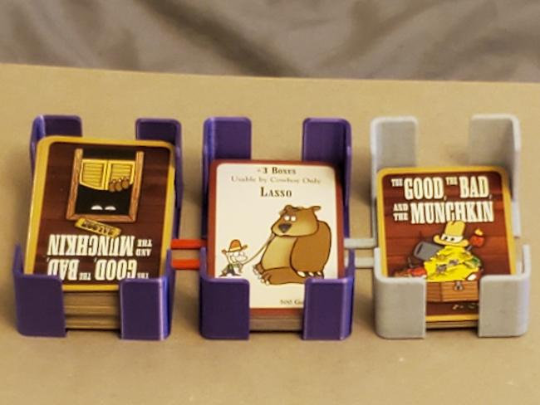 SALOON
THE GOOD, THE BAD,
AND THE MUNCHKIN
- 3 Bonus
Usable by Cowboy Only
LASSO
THE GOOD, THE BAD,
AND THE MUNCHKIN